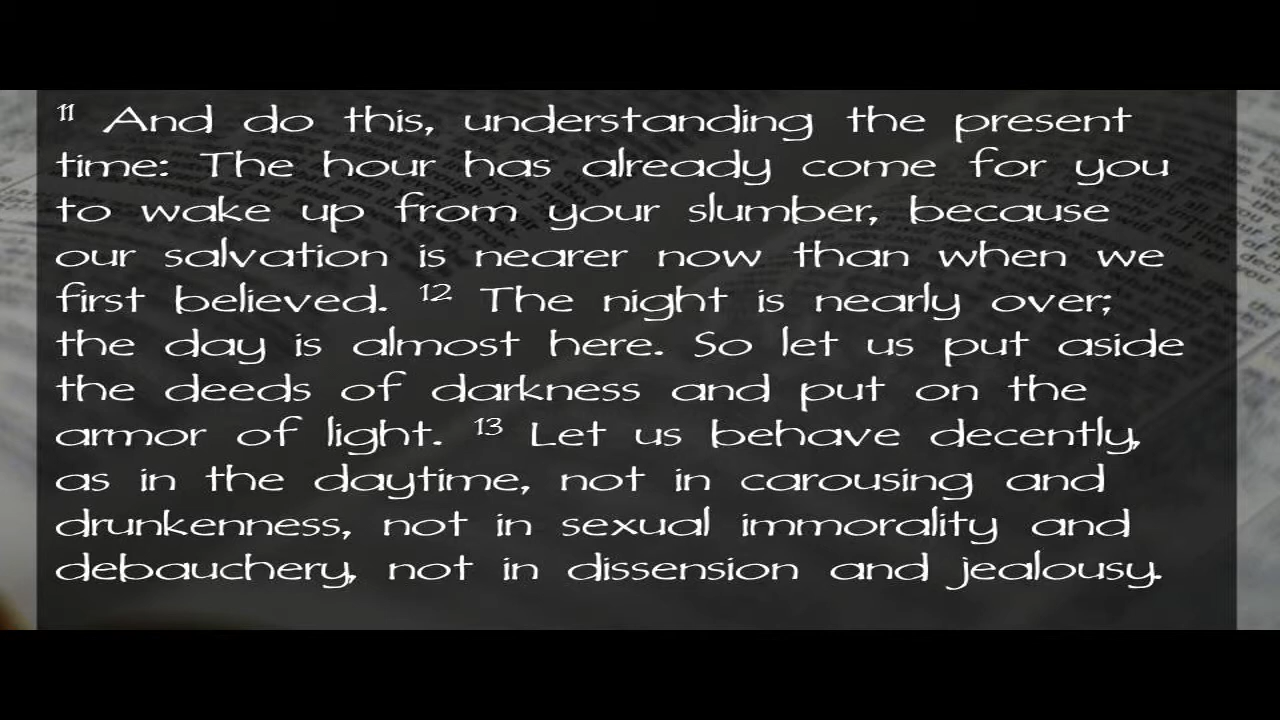 11 And do this, understanding the present
time: The hour has already come for you
to wake up from your slumber, because
our salvation is nearer now than when we
first believed. 12 The night is nearly over;
the day is almost here. So let us put aside
the deeds of darkness and put on the
armor of light. 13 Let us behave decently,
as in the daytime, not in carousing and
drunkenness, not in sexual immorality and
debauchery, not in dissension and jealousy.